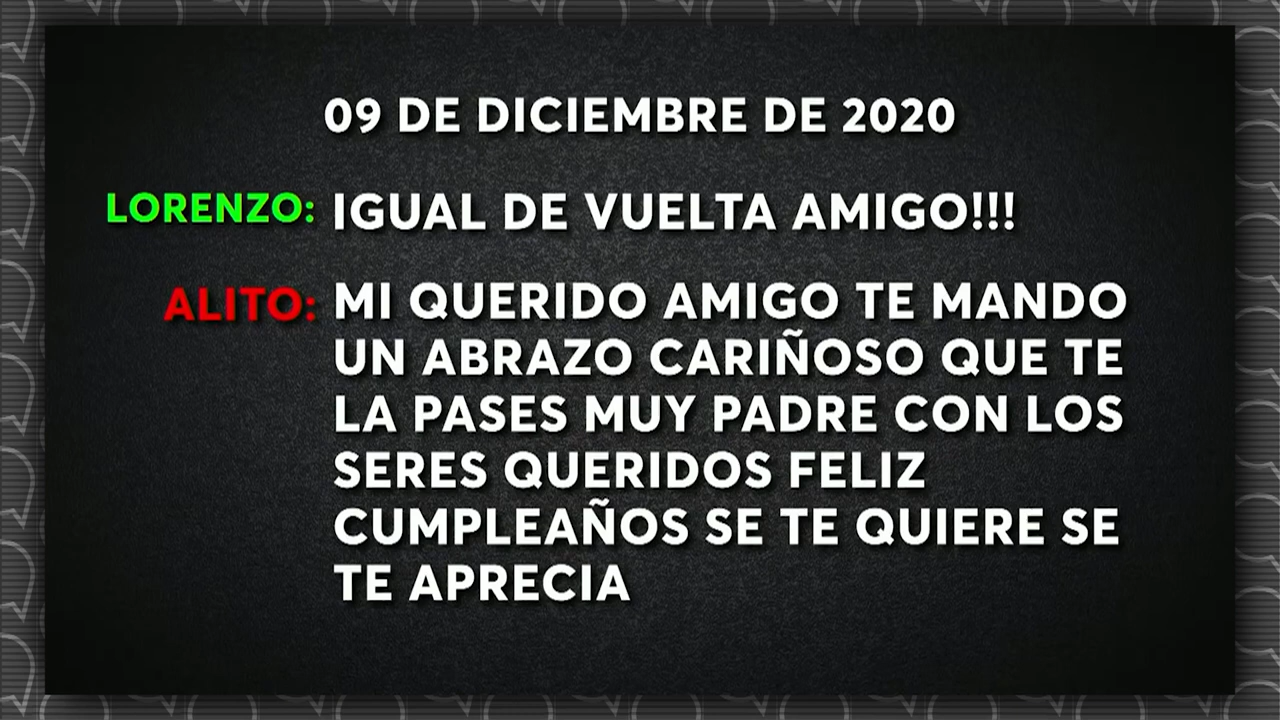 09 DE DICIEMBRE DE 2020
LORENZO: IGUAL DE VUELTA AMIGO!!!
ALITO: MI QUERIDO AMIGO TE MANDO
UN ABRAZO CARIÑOSO QUE TE
LA PASES MUY PADRE CON LOS
SERES QUERIDOS FELIZ
CUMPLEAÑOS SE TE QUIERE SE
TE APRECIA